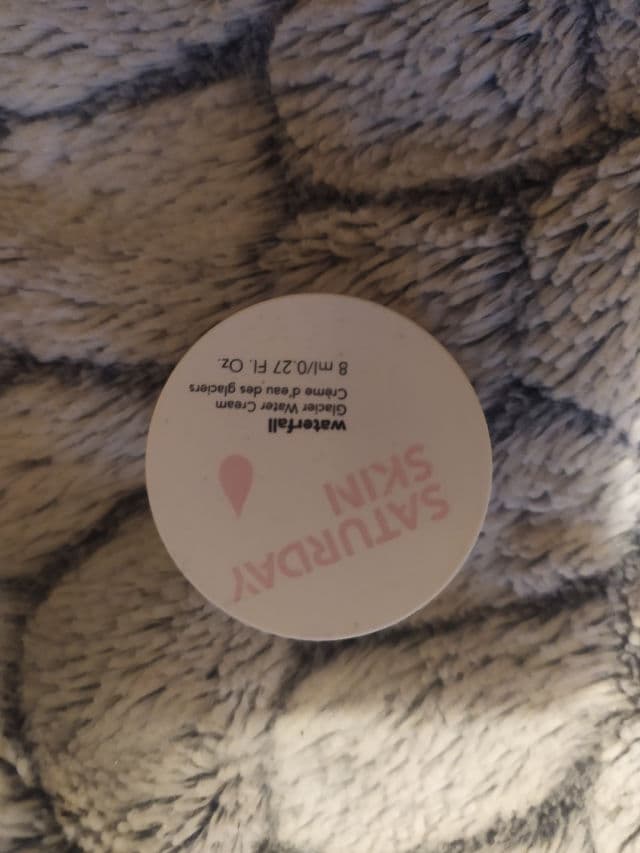 SATURDAY
SKIN
waterfall
Glacier Water Cream
Crème d'eau des glaciers
8 ml/0.27 Fl. Oz.